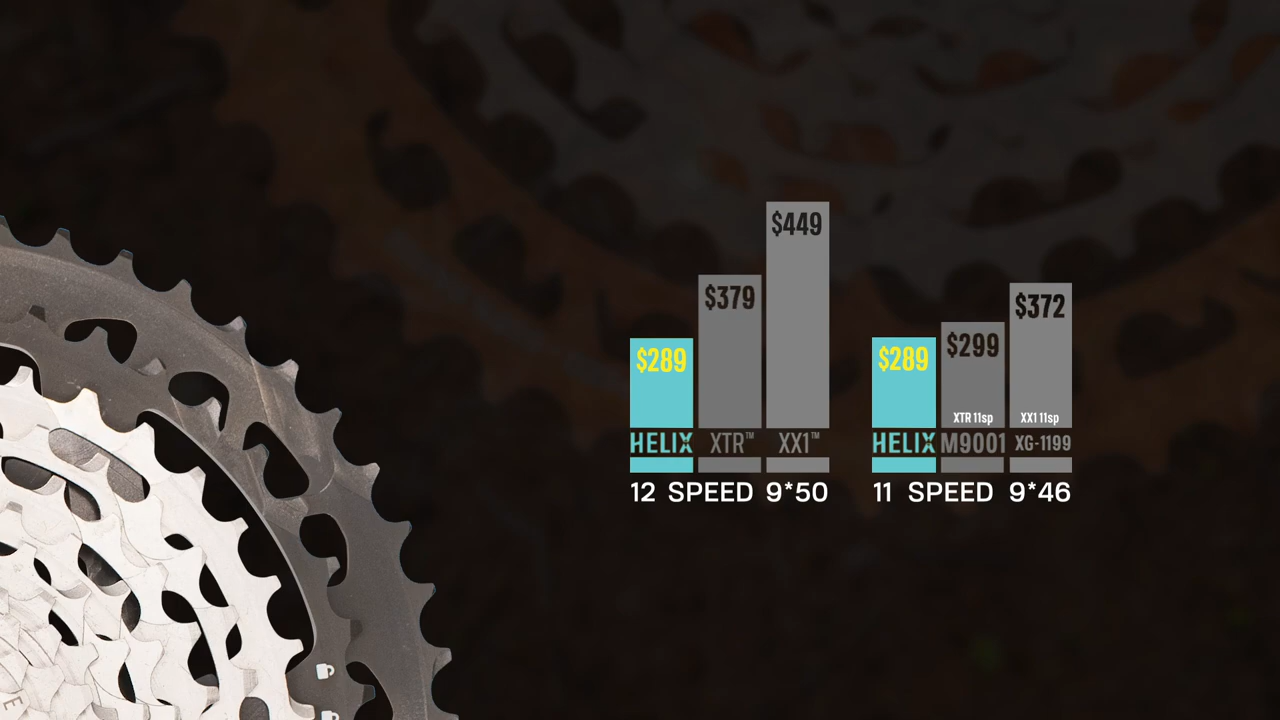 $449
$379
$289
HELIX XTR™ XX1™
12 SPEED 9*50
$372
$299
$289
XTR 11sp XX1 11sp
HELIX M9001 XG-1199
11 SPEED 9*46
E